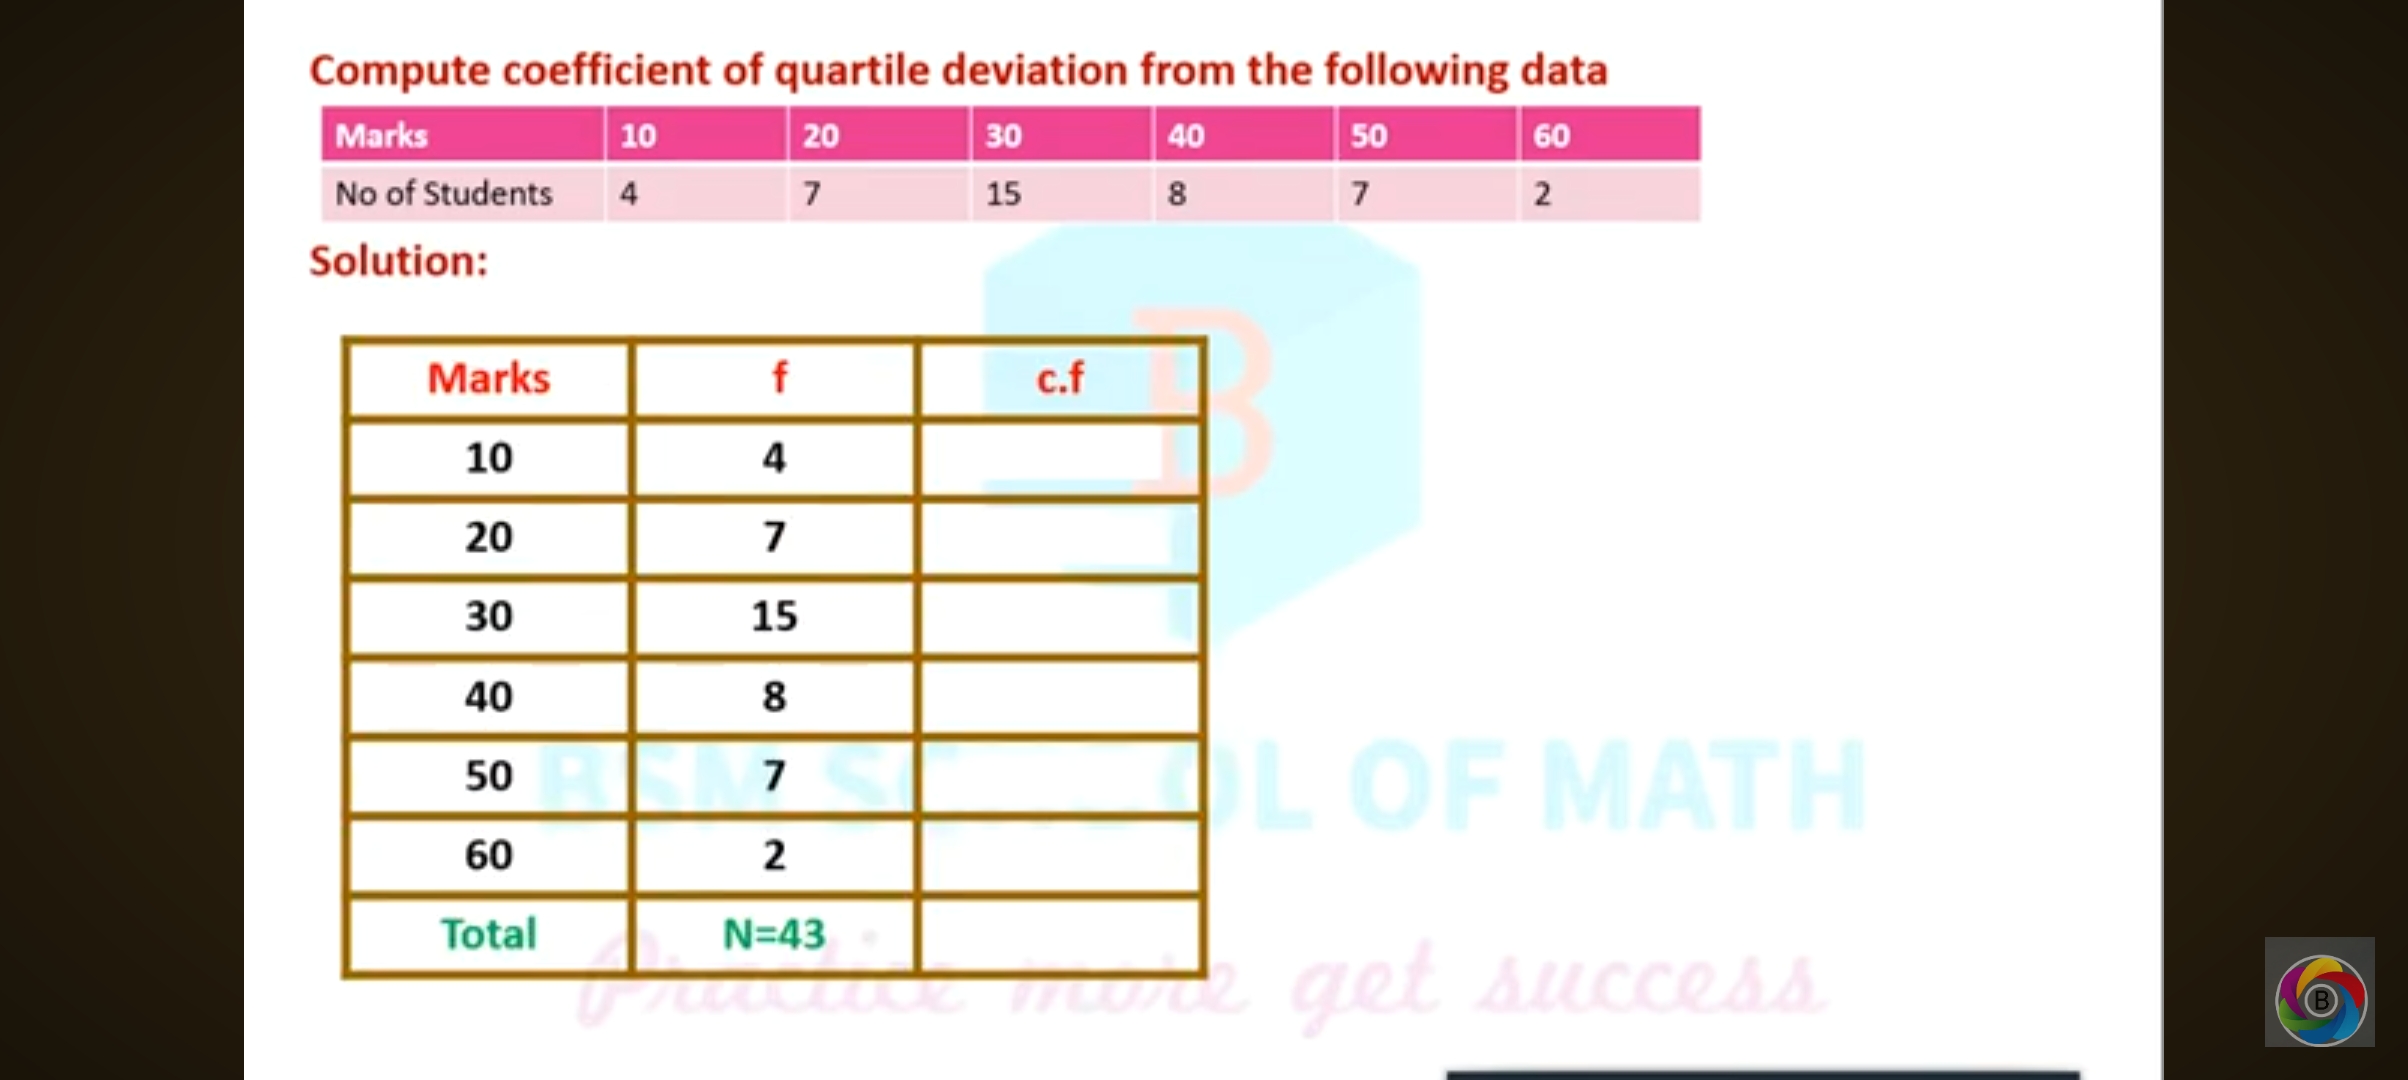 Compute coefficient of quartile deviation from the following data
Marks 10 20 30 40 50 60
No of Students 4 7 15 8 7 2
Solution:
Marks f c.f
10 4
20 7
30 15
40 8
50 7
60 2
Total N=43
B
BSM SC OL OF MATH
Practice more get success
B